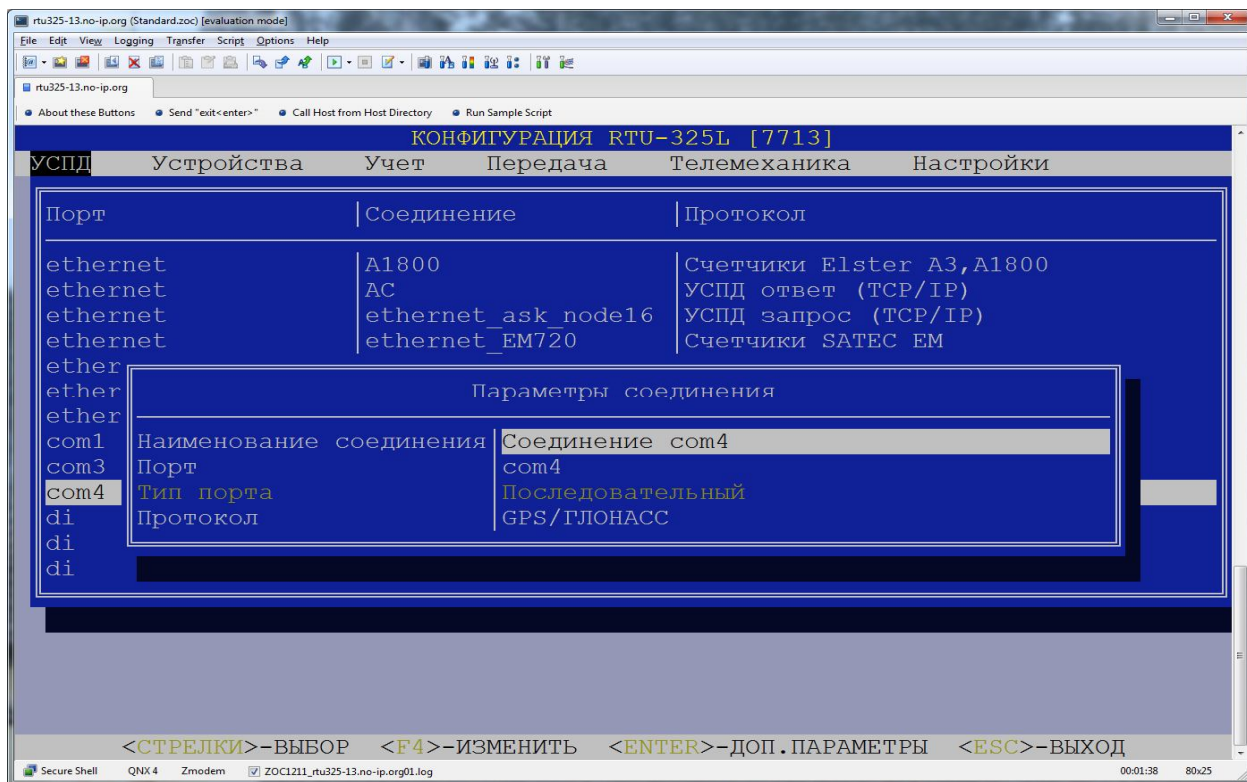 rtu325-13.no-ip.org (Standard.zoc) [evaluation mode]
File Edit View Logging Transfer Script Options Help
rtu325-13.no-ip.org
About these Buttons Send "exit<enter>" Call Host from Host Directory Run Sample Script
КОНФИГУРАЦИЯ RTU-325L [7713]
УСПД Устройства Учет Передача Телемеханика Настройки
Порт Соединение Протокол
ethernet A1800 Счетчики Elster A3,A1800
ethernet AC УСПД ответ (TCP/IP)
ethernet ethernet_ask_node16 УСПД запрос (TCP/IP)
ethernet ethernet_EM720 Счетчики SATEC EM
ether
ether Параметры соединения
ether
com1 Наименование соединения Соединение com4
com3 Порт com4
com4 Тип порта Последовательный
di Протокол GPS/ГЛОНАСС
di
di
<СТРЕЛКИ>-ВЫБОР <F4>-ИЗМЕНИТЬ <ENTER>-ДОП.ПАРАМЕТРЫ <ESC>-ВЫХОД
Secure Shell QNX4 Zmodem ZOC1211_rtu325-13.no-ip.org01.log 00:01:38 80x25